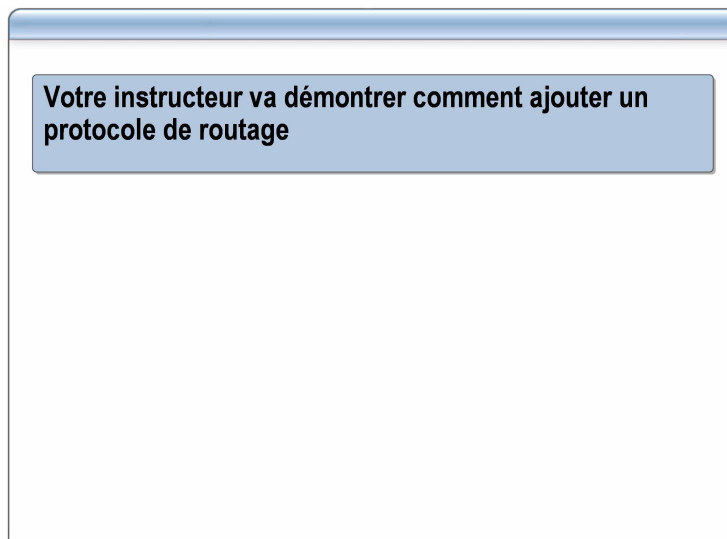 Votre instructeur va démontrer comment ajouter un
protocole de routage